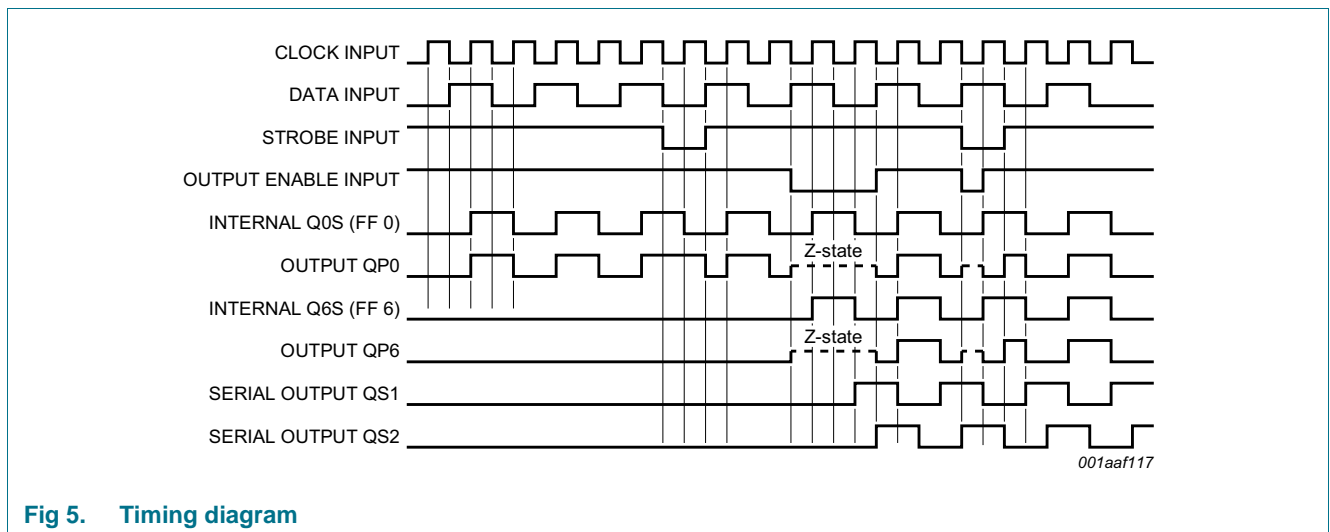 CLOCK INPUT
DATA INPUT
STROBE INPUT
OUTPUT ENABLE INPUT
INTERNAL Q0S (FF 0)
Z-state
OUTPUT QP0
INTERNAL Q6S (FF 6)
Z-state
OUTPUT QP6
SERIAL OUTPUT QS1
SERIAL OUTPUT QS2
001aaf117
Fig 5. Timing diagram